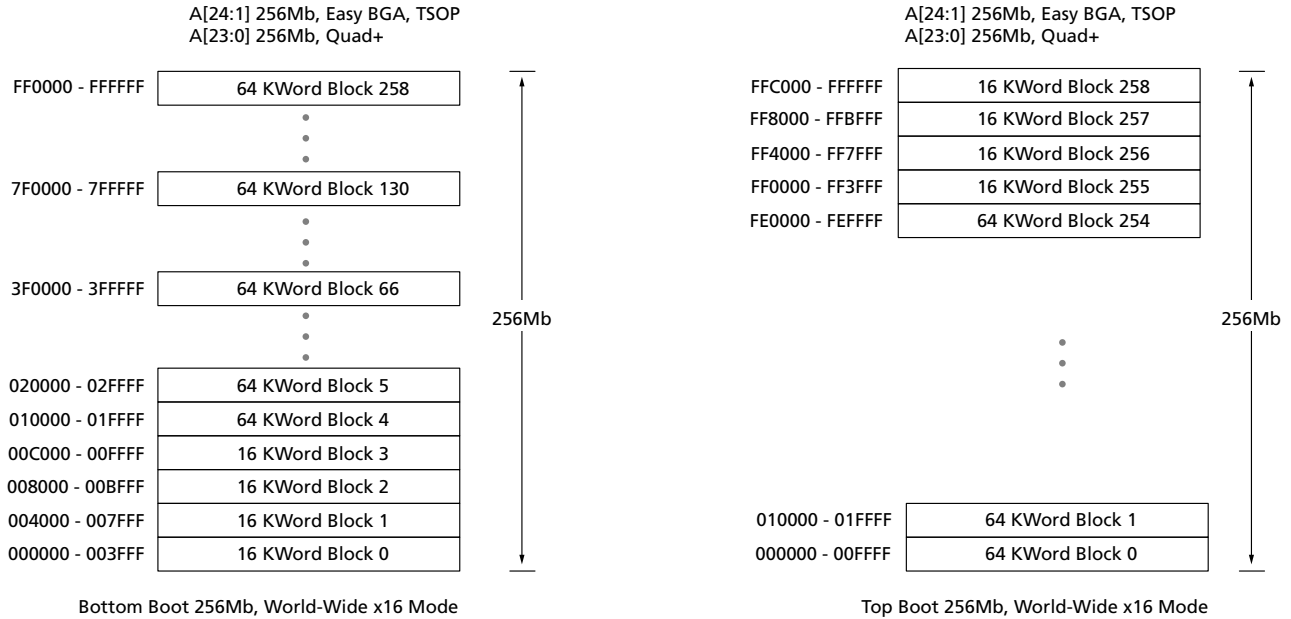 A[24:1] 256Mb, Easy BGA, TSOP
A[23:0] 256Mb, Quad+
FF0000 - FFFFFF 64 KWord Block 258
7F0000 - 7FFFFF 64 KWord Block 130
3F0000 - 3FFFFF 64 KWord Block 66
256Mb
020000 - 02FFFF 64 KWord Block 5
010000 - 01FFFF 64 KWord Block 4
00C000 - 00FFFF 16 KWord Block 3
008000 - 00BFFF 16 KWord Block 2
004000 - 007FFF 16 KWord Block 1
000000 - 003FFF 16 KWord Block 0
Bottom Boot 256Mb, World-Wide x16 Mode
A[24:1] 256Mb, Easy BGA, TSOP
A[23:0] 256Mb, Quad+
FFC000 - FFFFFF 16 KWord Block 258
FF8000 - FFBFFF 16 KWord Block 257
FF4000 - FF7FFF 16 KWord Block 256
FF0000 - FF3FFF 16 KWord Block 255
FE0000 - FEFFFF 64 KWord Block 254
256Mb
010000 - 01FFFF 64 KWord Block 1
000000 - 00FFFF 64 KWord Block 0
Top Boot 256Mb, World-Wide x16 Mode